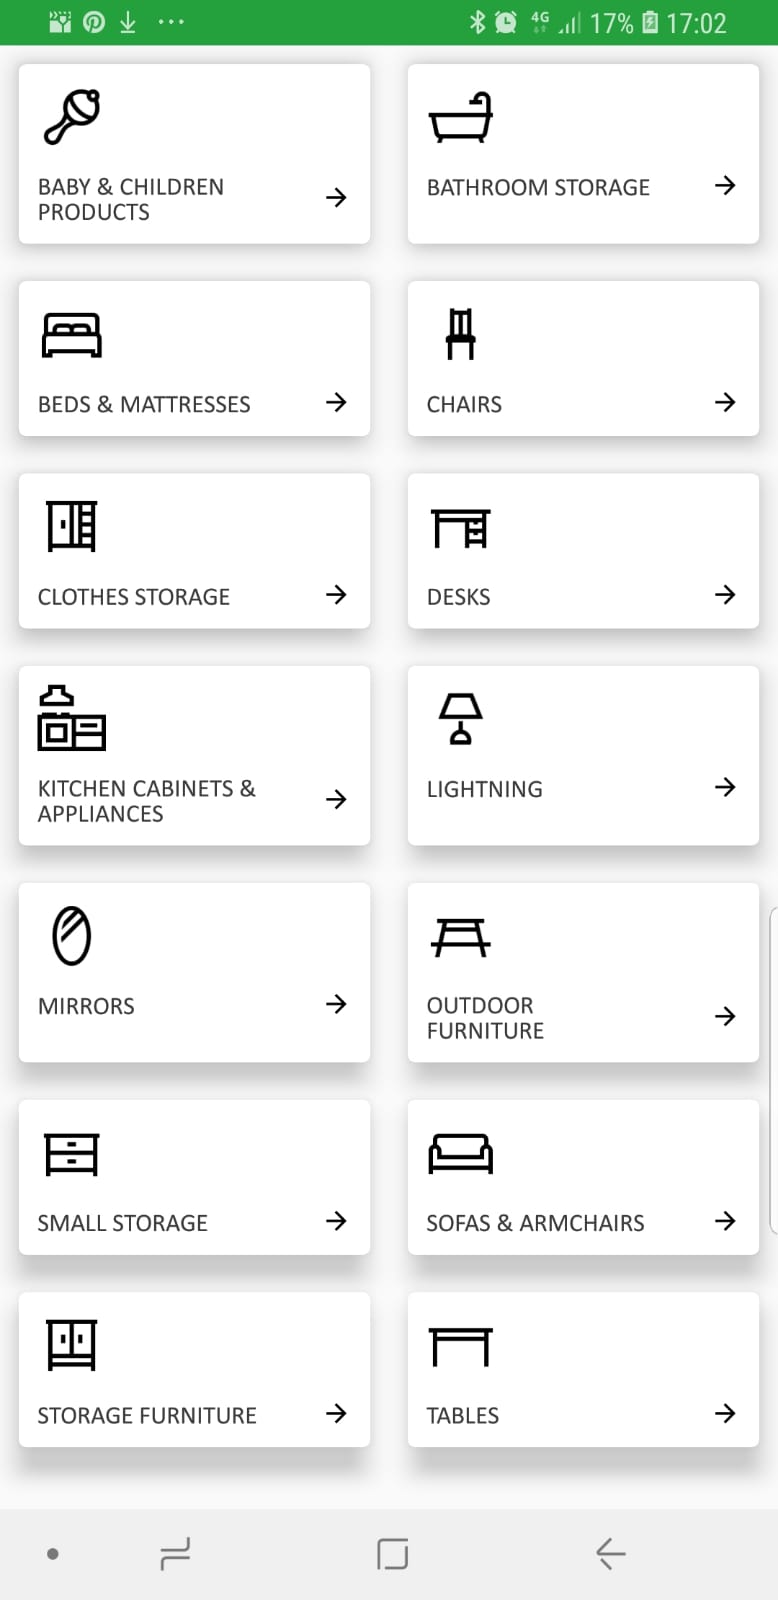 4G 17% 17:02
BABY & CHILDREN
PRODUCTS
BATHROOM STORAGE
BEDS & MATTRESSES
CHAIRS
CLOTHES STORAGE
DESKS
KITCHEN CABINETS &
APPLIANCES
LIGHTNING
MIRRORS
OUTDOOR
FURNITURE
SMALL STORAGE
SOFAS & ARMCHAIRS
STORAGE FURNITURE
TABLES